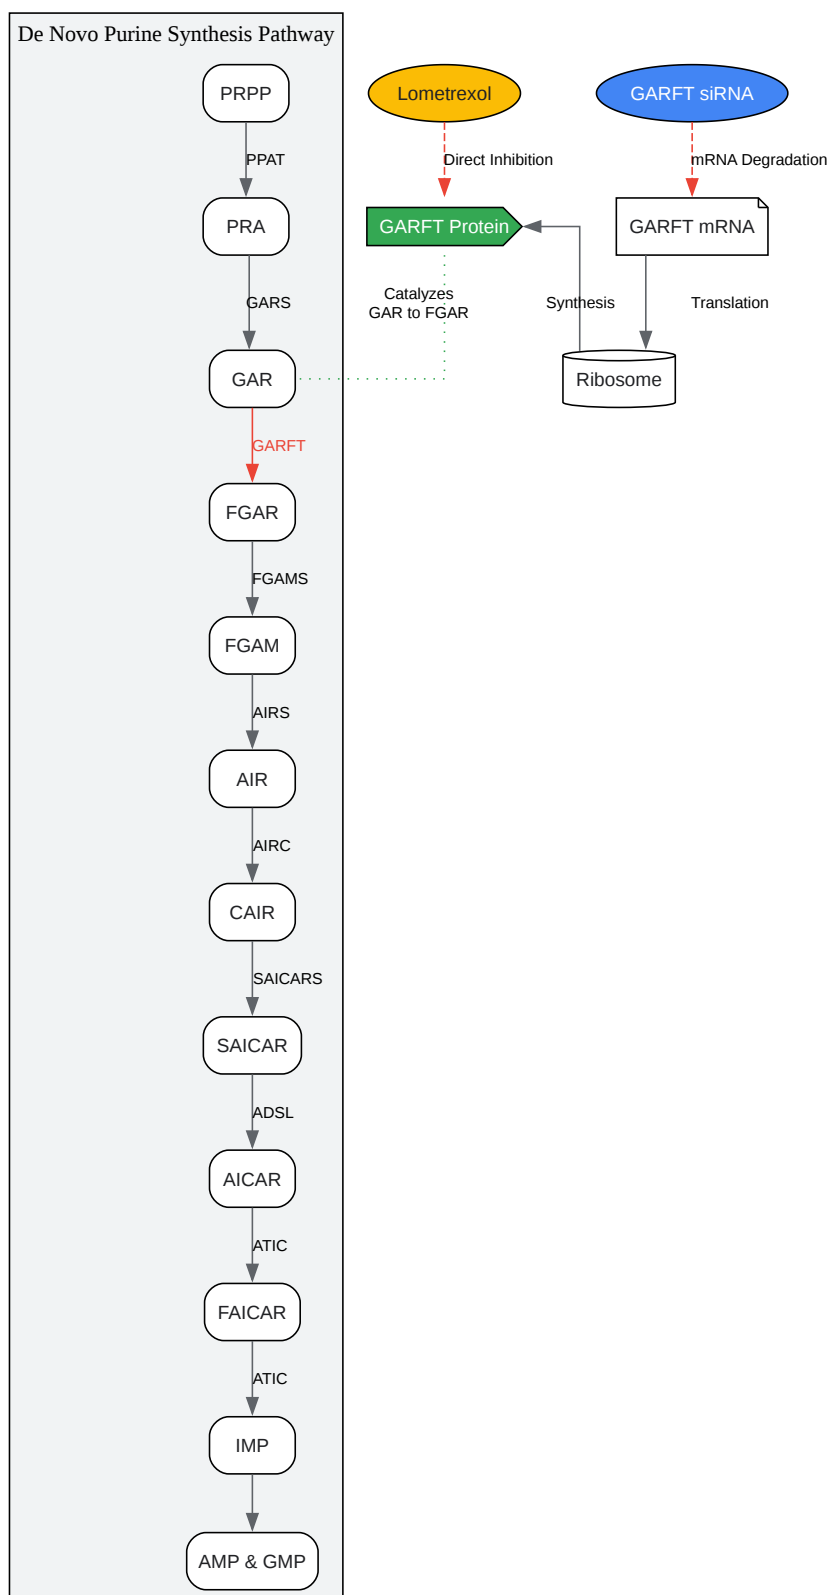 De Novo Purine Synthesis Pathway
PRPP
Lometrexol
GARFT siRNA
PPAT
Direct Inhibition
mRNA Degradation
PRA
GARFT Protein
GARFT mRNA
GARS
Catalyzes
GAR to FGAR
Synthesis
Translation
GAR
Ribosome
GARFT
FGAR
FGAMS
FGAM
AIRS
AIR
AIRC
CAIR
SAICARS
SAICAR
ADSL
AICAR
ATIC
FAICAR
ATIC
IMP
AMP & GMP